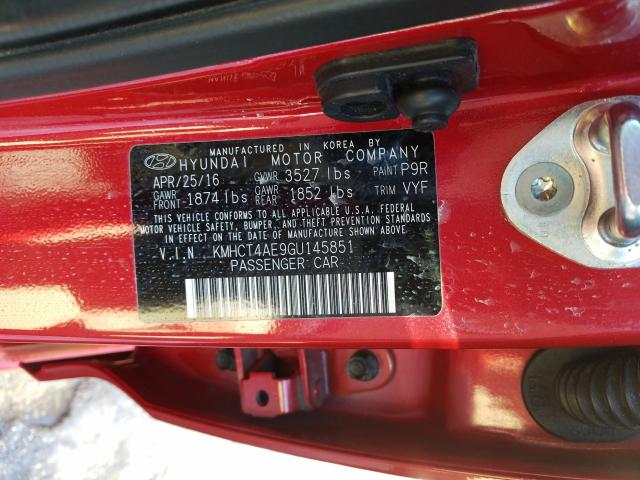 MANUFACTURED IN KOREA BY
HYUNDAI MOTOR COMPANY
APR/25/16 GVWR 3527 lbs PAINT P9R
GAWR FRONT 1874 lbs GAWR REAR 1852 lbs TRIM VYF
THIS VEHICLE CONFORMS TO ALL APPLICABLE U.S.A. FEDERAL
MOTOR VEHICLE SAFETY, BUMPER, AND THEFT PREVENTION
STANDARDS IN EFFECT ON THE DATE OF MANUFACTURE SHOWN ABOVE.
V.I.N KMHCT4AE9GU145851
PASSENGER CAR